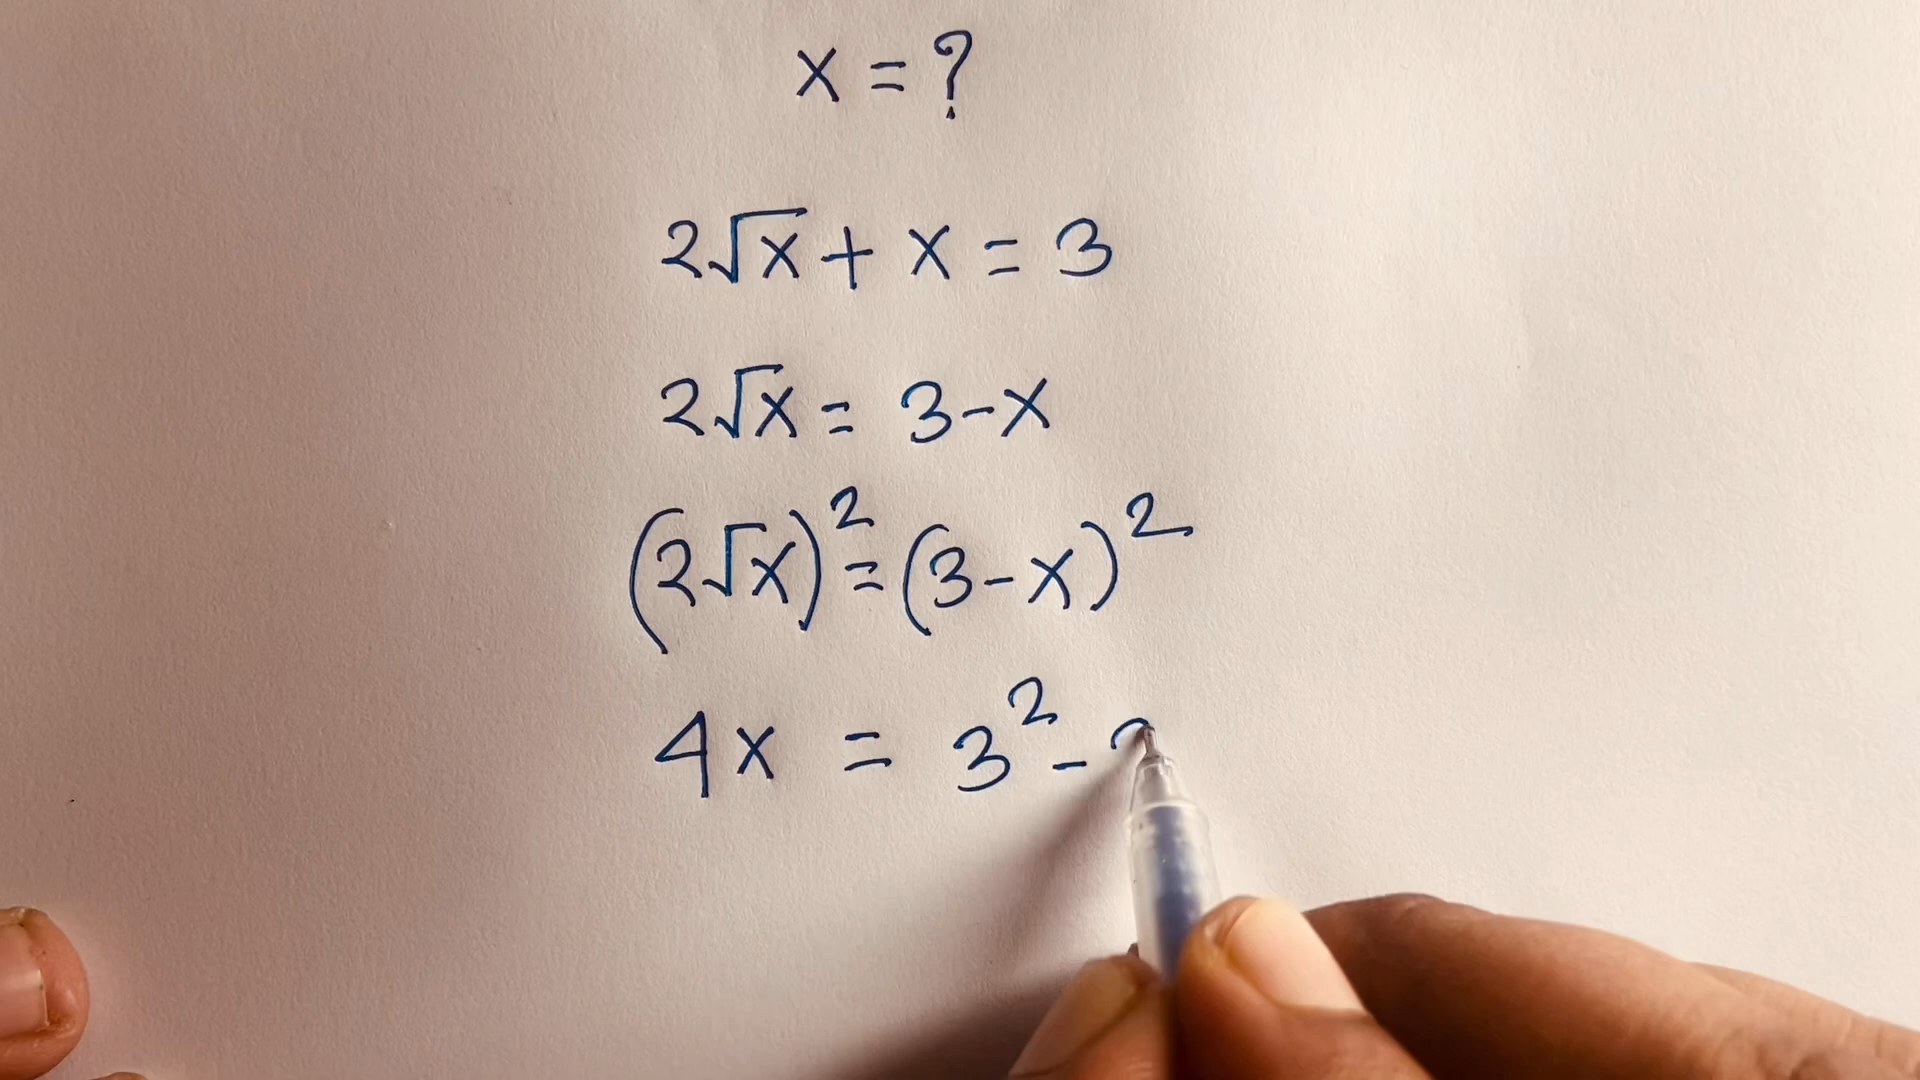 x = ?
2√x + x = 3
2√x = 3-x
(2√x)² = (3-x)²
4x = 3² -